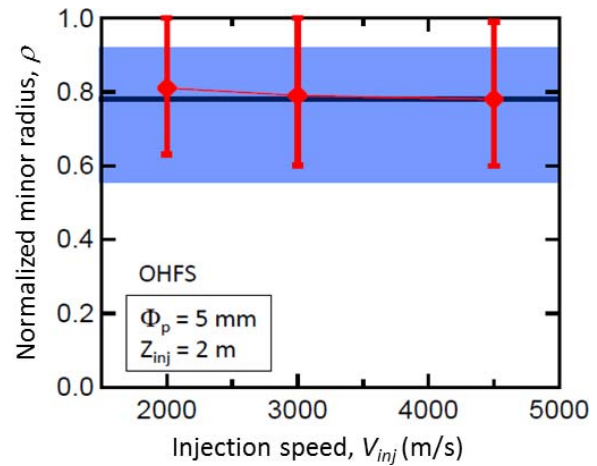 Normalized minor radius, ρ
1.0
0.8
0.6
0.4
0.2
0.0
OHFS
Φp = 5 mm
Zinj = 2 m
2000 3000 4000 5000
Injection speed, Vinj (m/s)